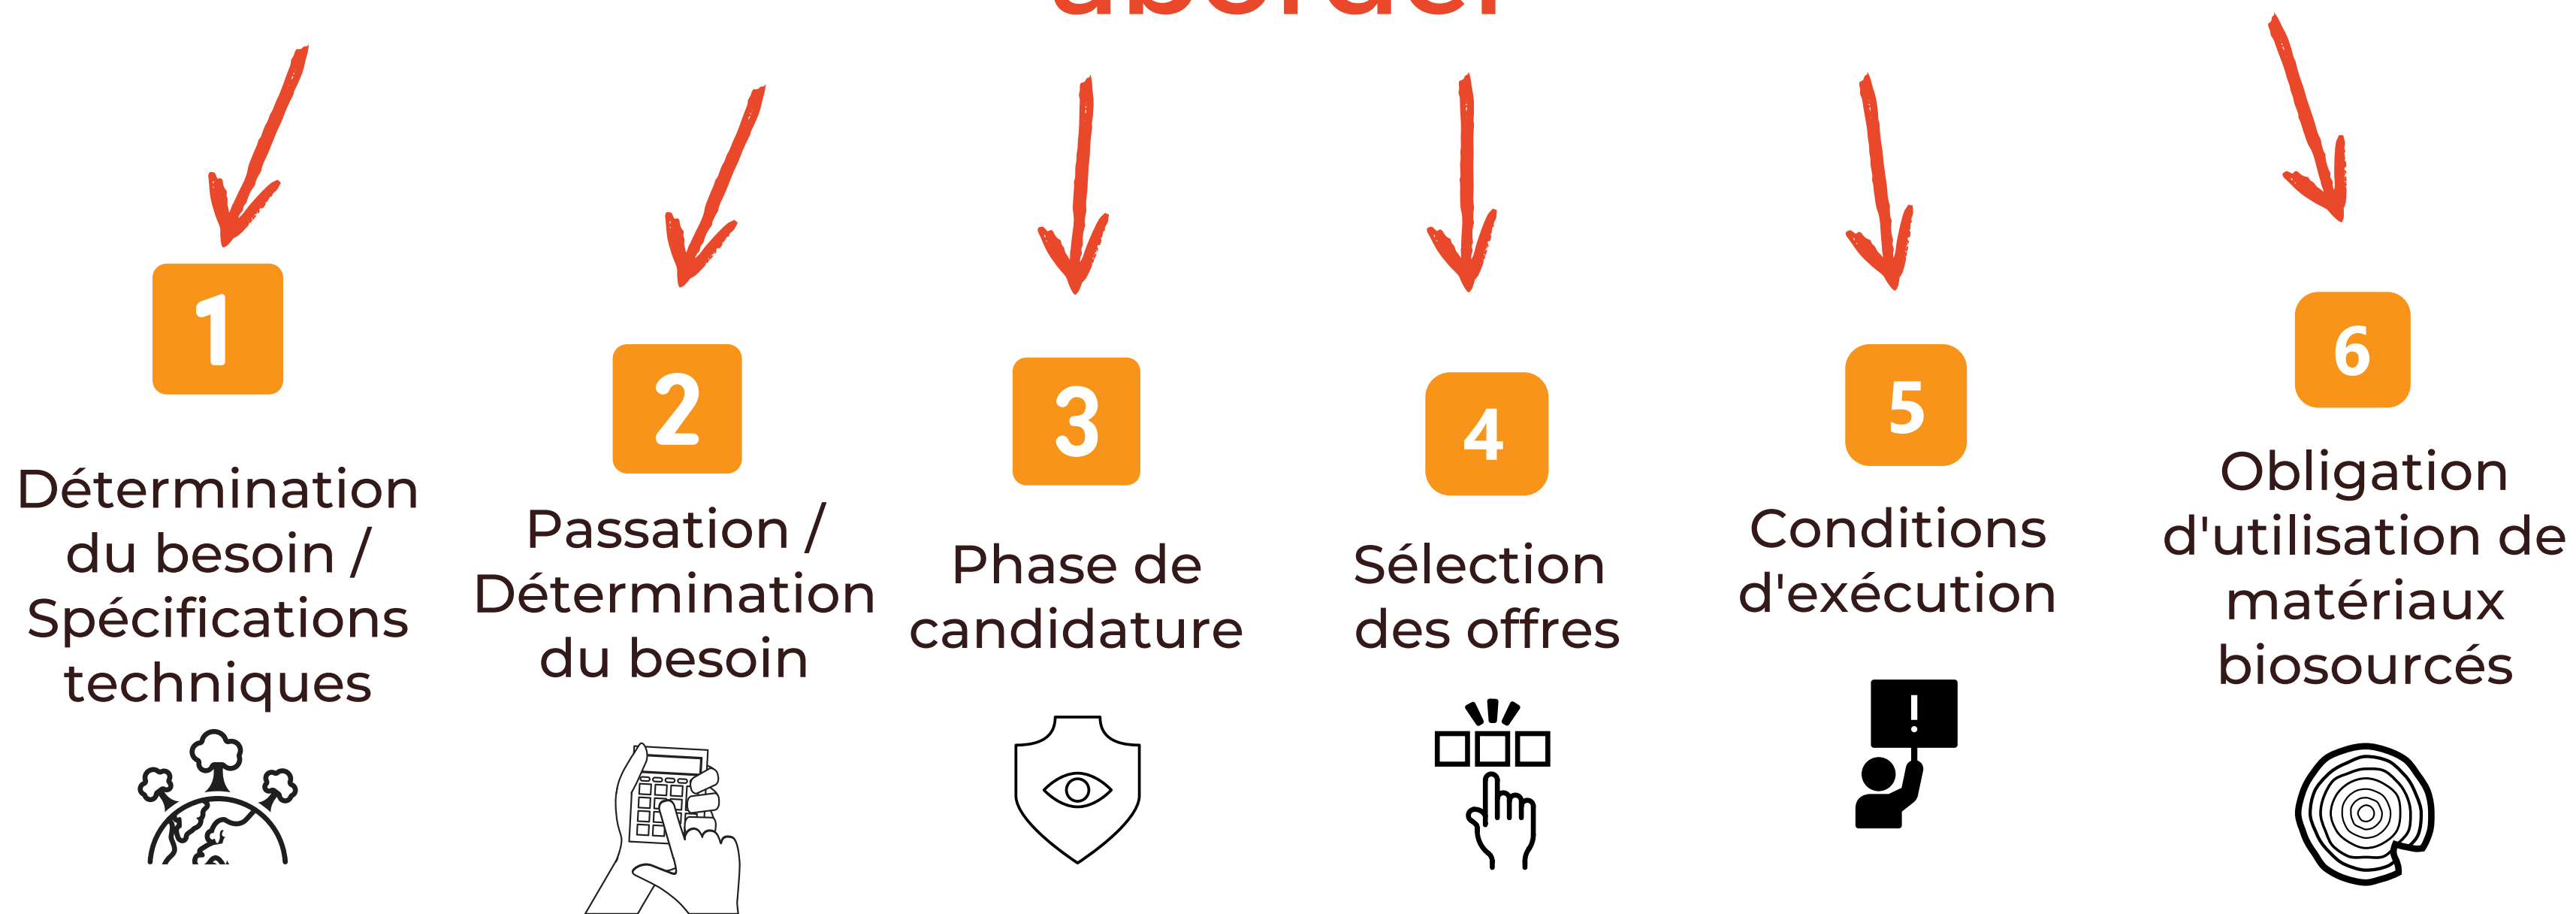 aborder
1
Détermination
du besoin /
Spécifications
techniques
2
Passation /
Détermination
du besoin
3
Phase de
candidature
4
Sélection
des offres
5
Conditions
d'exécution
6
Obligation
d'utilisation de
matériaux
biosourcés
!